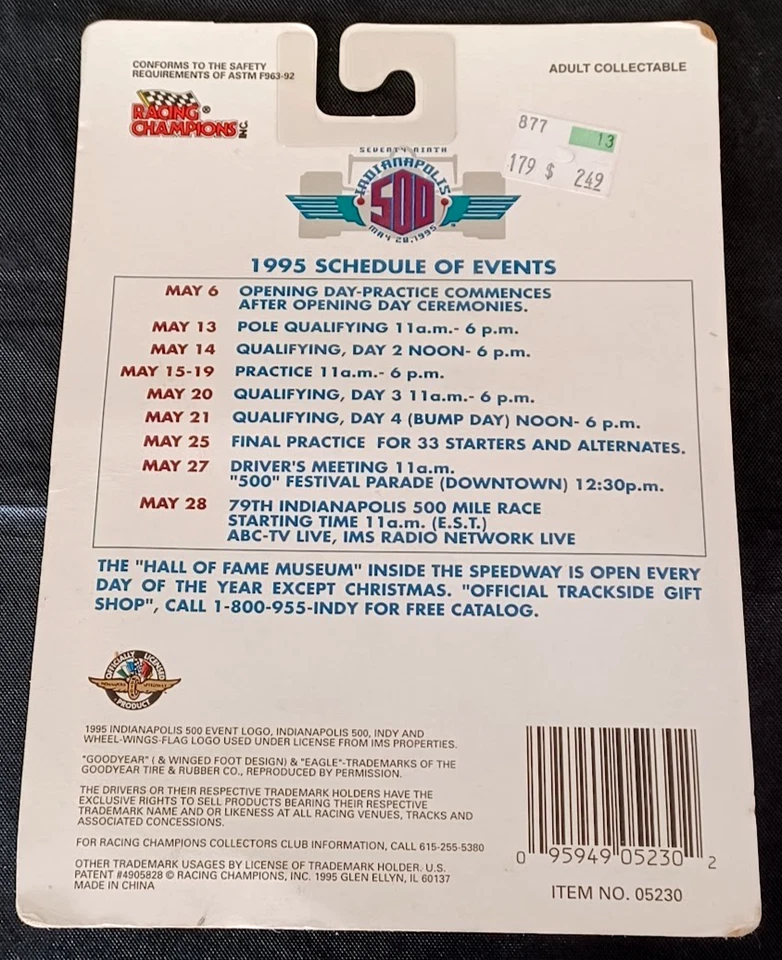 CONFORMS TO THE SAFETY
REQUIREMENTS OF ASTM F963-92
ADULT COLLECTABLE
RACING ®
CHAMPIONS INC.
877 13
179 $ 249
SEVENTY-NINTH
INDIANAPOLIS
500
MAY 28, 1995
1995 SCHEDULE OF EVENTS
MAY 6 OPENING DAY-PRACTICE COMMENCES
AFTER OPENING DAY CEREMONIES.
MAY 13 POLE QUALIFYING 11a.m.- 6 p.m.
MAY 14 QUALIFYING, DAY 2 NOON- 6 p.m.
MAY 15-19 PRACTICE 11a.m.- 6 p.m.
MAY 20 QUALIFYING, DAY 3 11a.m.- 6 p.m.
MAY 21 QUALIFYING, DAY 4 (BUMP DAY) NOON- 6 p.m.
MAY 25 FINAL PRACTICE FOR 33 STARTERS AND ALTERNATES.
MAY 27 DRIVER'S MEETING 11a.m.
"500" FESTIVAL PARADE (DOWNTOWN) 12:30p.m.
MAY 28 79TH INDIANAPOLIS 500 MILE RACE
STARTING TIME 11a.m. (E.S.T.)
ABC-TV LIVE, IMS RADIO NETWORK LIVE
THE "HALL OF FAME MUSEUM" INSIDE THE SPEEDWAY IS OPEN EVERY
DAY OF THE YEAR EXCEPT CHRISTMAS. "OFFICIAL TRACKSIDE GIFT
SHOP", CALL 1-800-955-INDY FOR FREE CATALOG.
OFFICIALLY LICENSED
PRODUCT
1995 INDIANAPOLIS 500 EVENT LOGO, INDIANAPOLIS 500, INDY AND
WHEEL-WINGS-FLAG LOGO USED UNDER LICENSE FROM IMS PROPERTIES.
"GOODYEAR" ( & WINGED FOOT DESIGN) & "EAGLE"-TRADEMARKS OF THE
GOODYEAR TIRE & RUBBER CO., REPRODUCED BY PERMISSION.
THE DRIVERS OR THEIR RESPECTIVE TRADEMARK HOLDERS HAVE THE
EXCLUSIVE RIGHTS TO SELL PRODUCTS BEARING THEIR RESPECTIVE
TRADEMARK NAME AND OR LIKENESS AT ALL RACING VENUES, TRACKS AND
ASSOCIATED CONCESSIONS.
FOR RACING CHAMPIONS COLLECTORS CLUB INFORMATION, CALL 615-255-5380
OTHER TRADEMARK USAGES BY LICENSE OF TRADEMARK HOLDER. U.S.
PATENT #4905828 © RACING CHAMPIONS, INC. 1995 GLEN ELLYN, IL 60137
MADE IN CHINA
0 95949 05230 2
ITEM NO. 05230